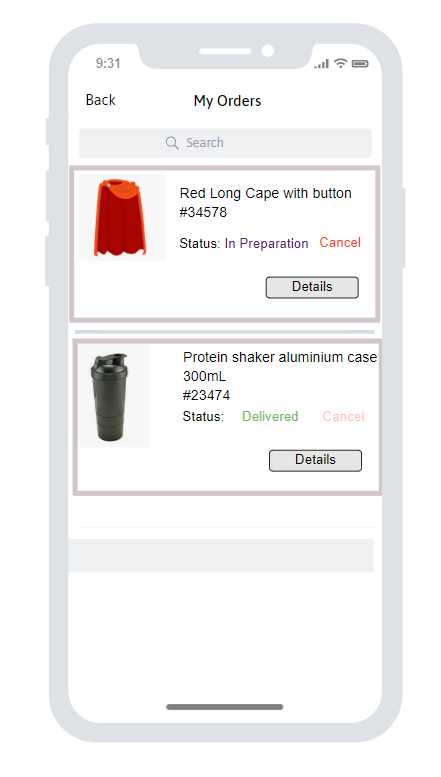 9:31
Back
My Orders
Search
Red Long Cape with button
#34578
Status: In Preparation Cancel
Details
Protein shaker aluminium case
300mL
#23474
Status: Delivered Cancel
Details